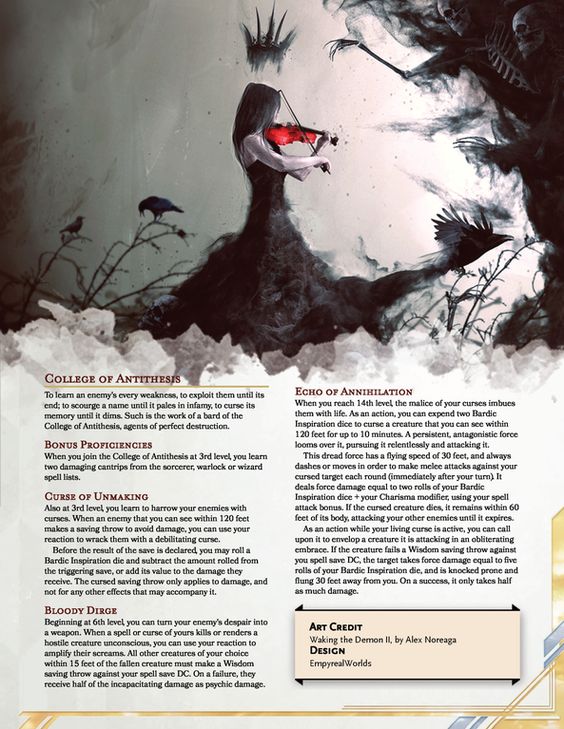 College of Antithesis
To learn an enemy's every weakness, to exploit them until its
end; to scourge a name until it pales in infamy, to curse its
memory until it dims. Such is the work of a bard of the
College of Antithesis, agents of perfect destruction.
Bonus Proficiencies
When you join the College of Antithesis at 3rd level, you learn
two damaging cantrips from the sorcerer, warlock or wizard
spell lists.
Curse of Unmaking
Also at 3rd level, you learn to harrow your enemies with
curses. When an enemy that you can see within 120 feet
makes a saving throw to avoid damage, you can use your
reaction to wrack them with a debilitating curse.
Before the result of the save is declared, you may roll a
Bardic Inspiration die and subtract the amount rolled from
the triggering save, or add its value to the damage they
receive. The cursed saving throw only applies to damage, and
not for any other effects that may accompany it.
Bloody Dirge
Beginning at 6th level, you can turn your enemy's despair into
a weapon. When a spell or curse of yours kills or renders a
hostile creature unconscious, you can use your reaction to
amplify their screams. All other creatures of your choice
within 15 feet of the fallen creature must make a Wisdom
saving throw against your spell save DC. On a failure, they
receive half of the incapacitating damage as psychic damage.
Echo of Annihilation
When you reach 14th level, the malice of your curses imbues
them with life. As an action, you can expend two Bardic
Inspiration dice to curse a creature that you can see within
120 feet for up to 10 minutes. A persistent, antagonistic force
looms over it, pursuing it relentlessly and attacking it.
This dread force has a flying speed of 30 feet, and always
dashes or moves in order to make melee attacks against your
cursed target each round (immediately after your turn). It
deals force damage equal to two rolls of your Bardic
Inspiration dice + your Charisma modifier, using your spell
attack bonus. If the cursed creature dies, it remains within 60
feet of its body, attacking your other enemies until it expires.
As an action while your living curse is active, you can call
upon it to envelop a creature it is attacking in an obliterating
embrace. If the creature fails a Wisdom saving throw against
you spell save DC, the target takes force damage equal to five
rolls of your Bardic Inspiration die, and is knocked prone and
flung 30 feet away from you. On a success, it only takes half
as much damage.
Art Credit
Waking the Demon II, by Alex Noreaga
Design
EmpyrealWorlds